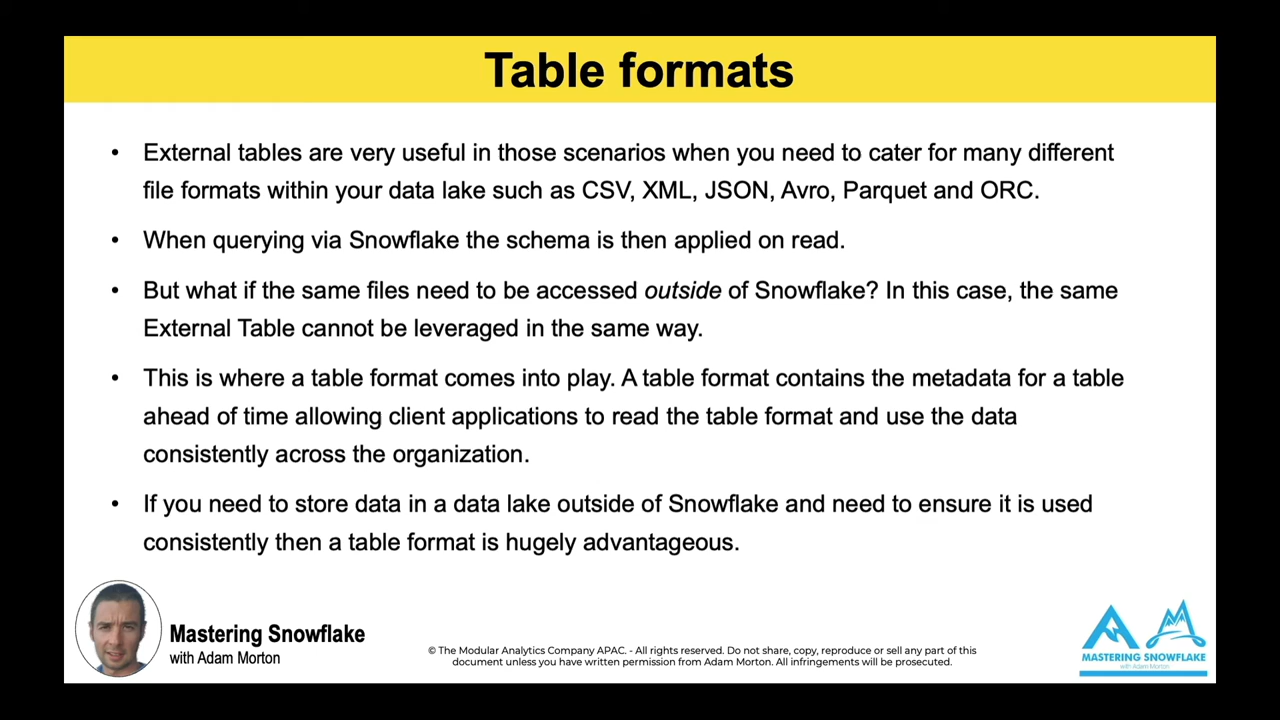 Table formats
• External tables are very useful in those scenarios when you need to cater for many different
file formats within your data lake such as CSV, XML, JSON, Avro, Parquet and ORC.
• When querying via Snowflake the schema is then applied on read.
• But what if the same files need to be accessed outside of Snowflake? In this case, the same
External Table cannot be leveraged in the same way.
• This is where a table format comes into play. A table format contains the metadata for a table
ahead of time allowing client applications to read the table format and use the data
consistently across the organization.
• If you need to store data in a data lake outside of Snowflake and need to ensure it is used
consistently then a table format is hugely advantageous.
Mastering Snowflake
with Adam Morton
© The Modular Analytics Company APAC. - All rights reserved. Do not share, copy, reproduce or sell any part of this
document unless you have written permission from Adam Morton. All infringements will be prosecuted.
MASTERING SNOWFLAKE
with Adam Morton